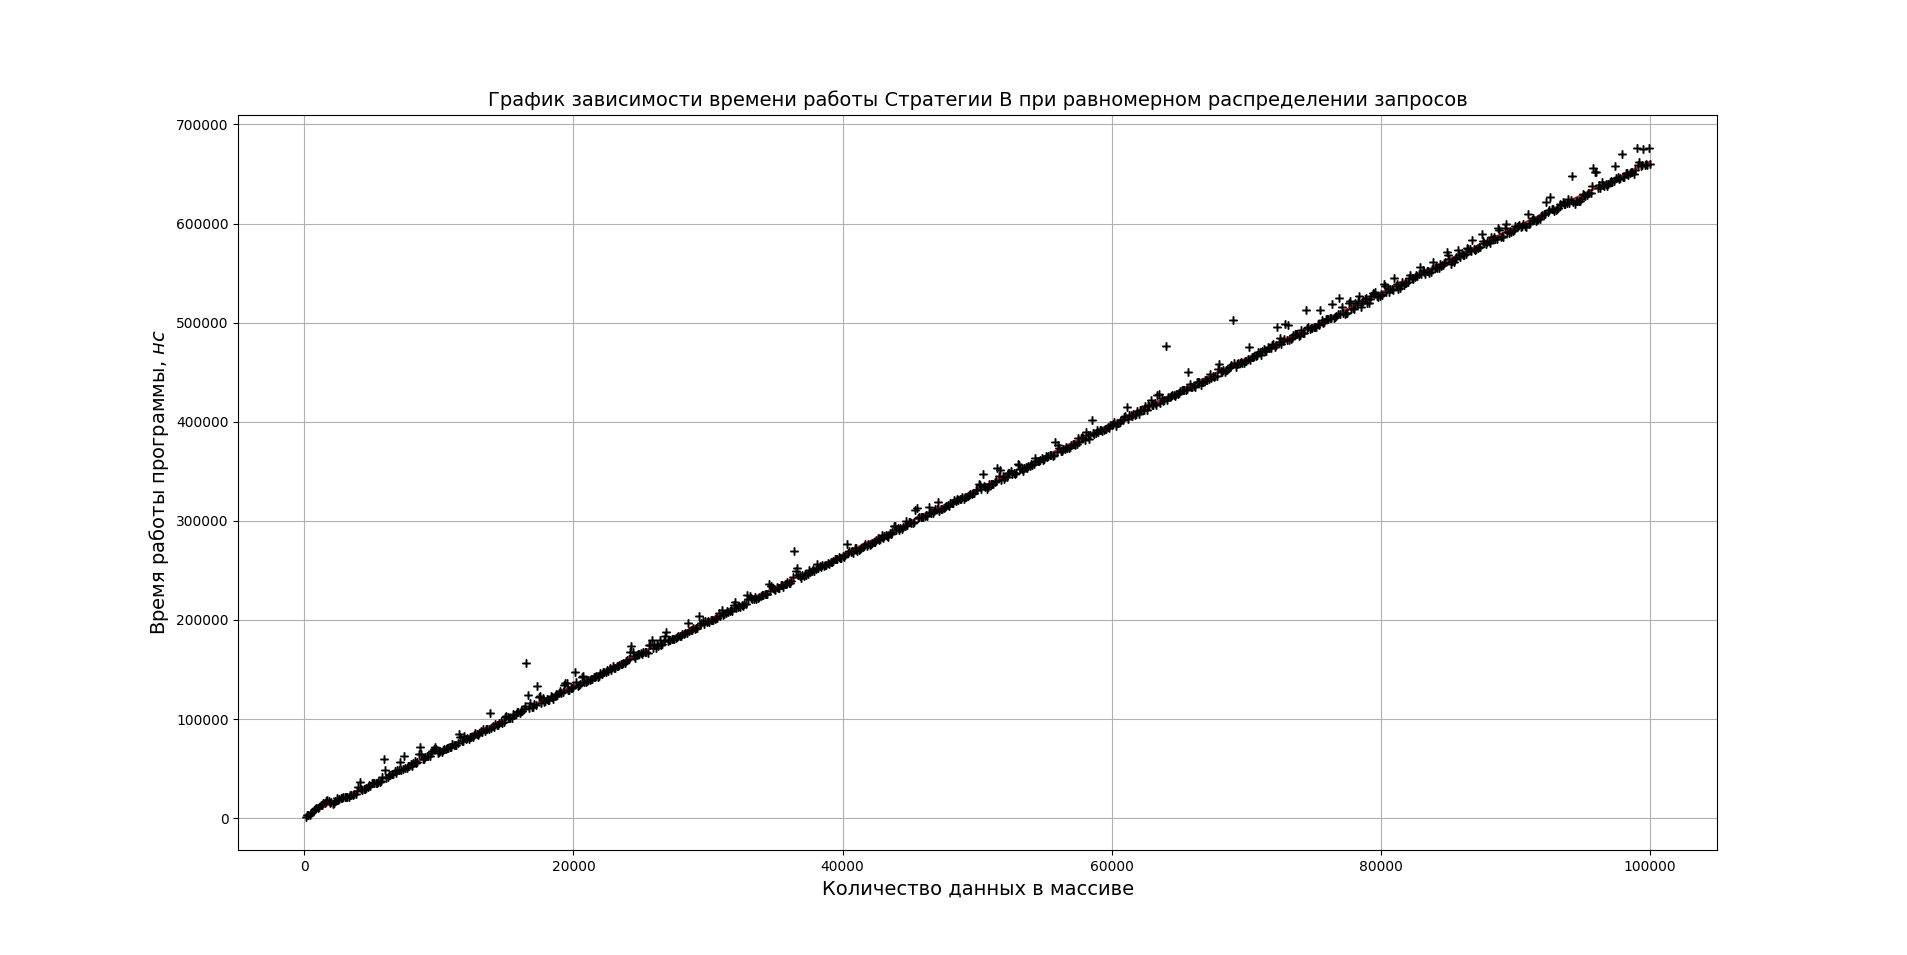 График зависимости времени работы Стратегии B при равномерном распределении запросов
700000
600000
500000
400000
300000
200000
100000
0
Время работы программы, нс
0 20000 40000 60000 80000 100000
Количество данных в массиве